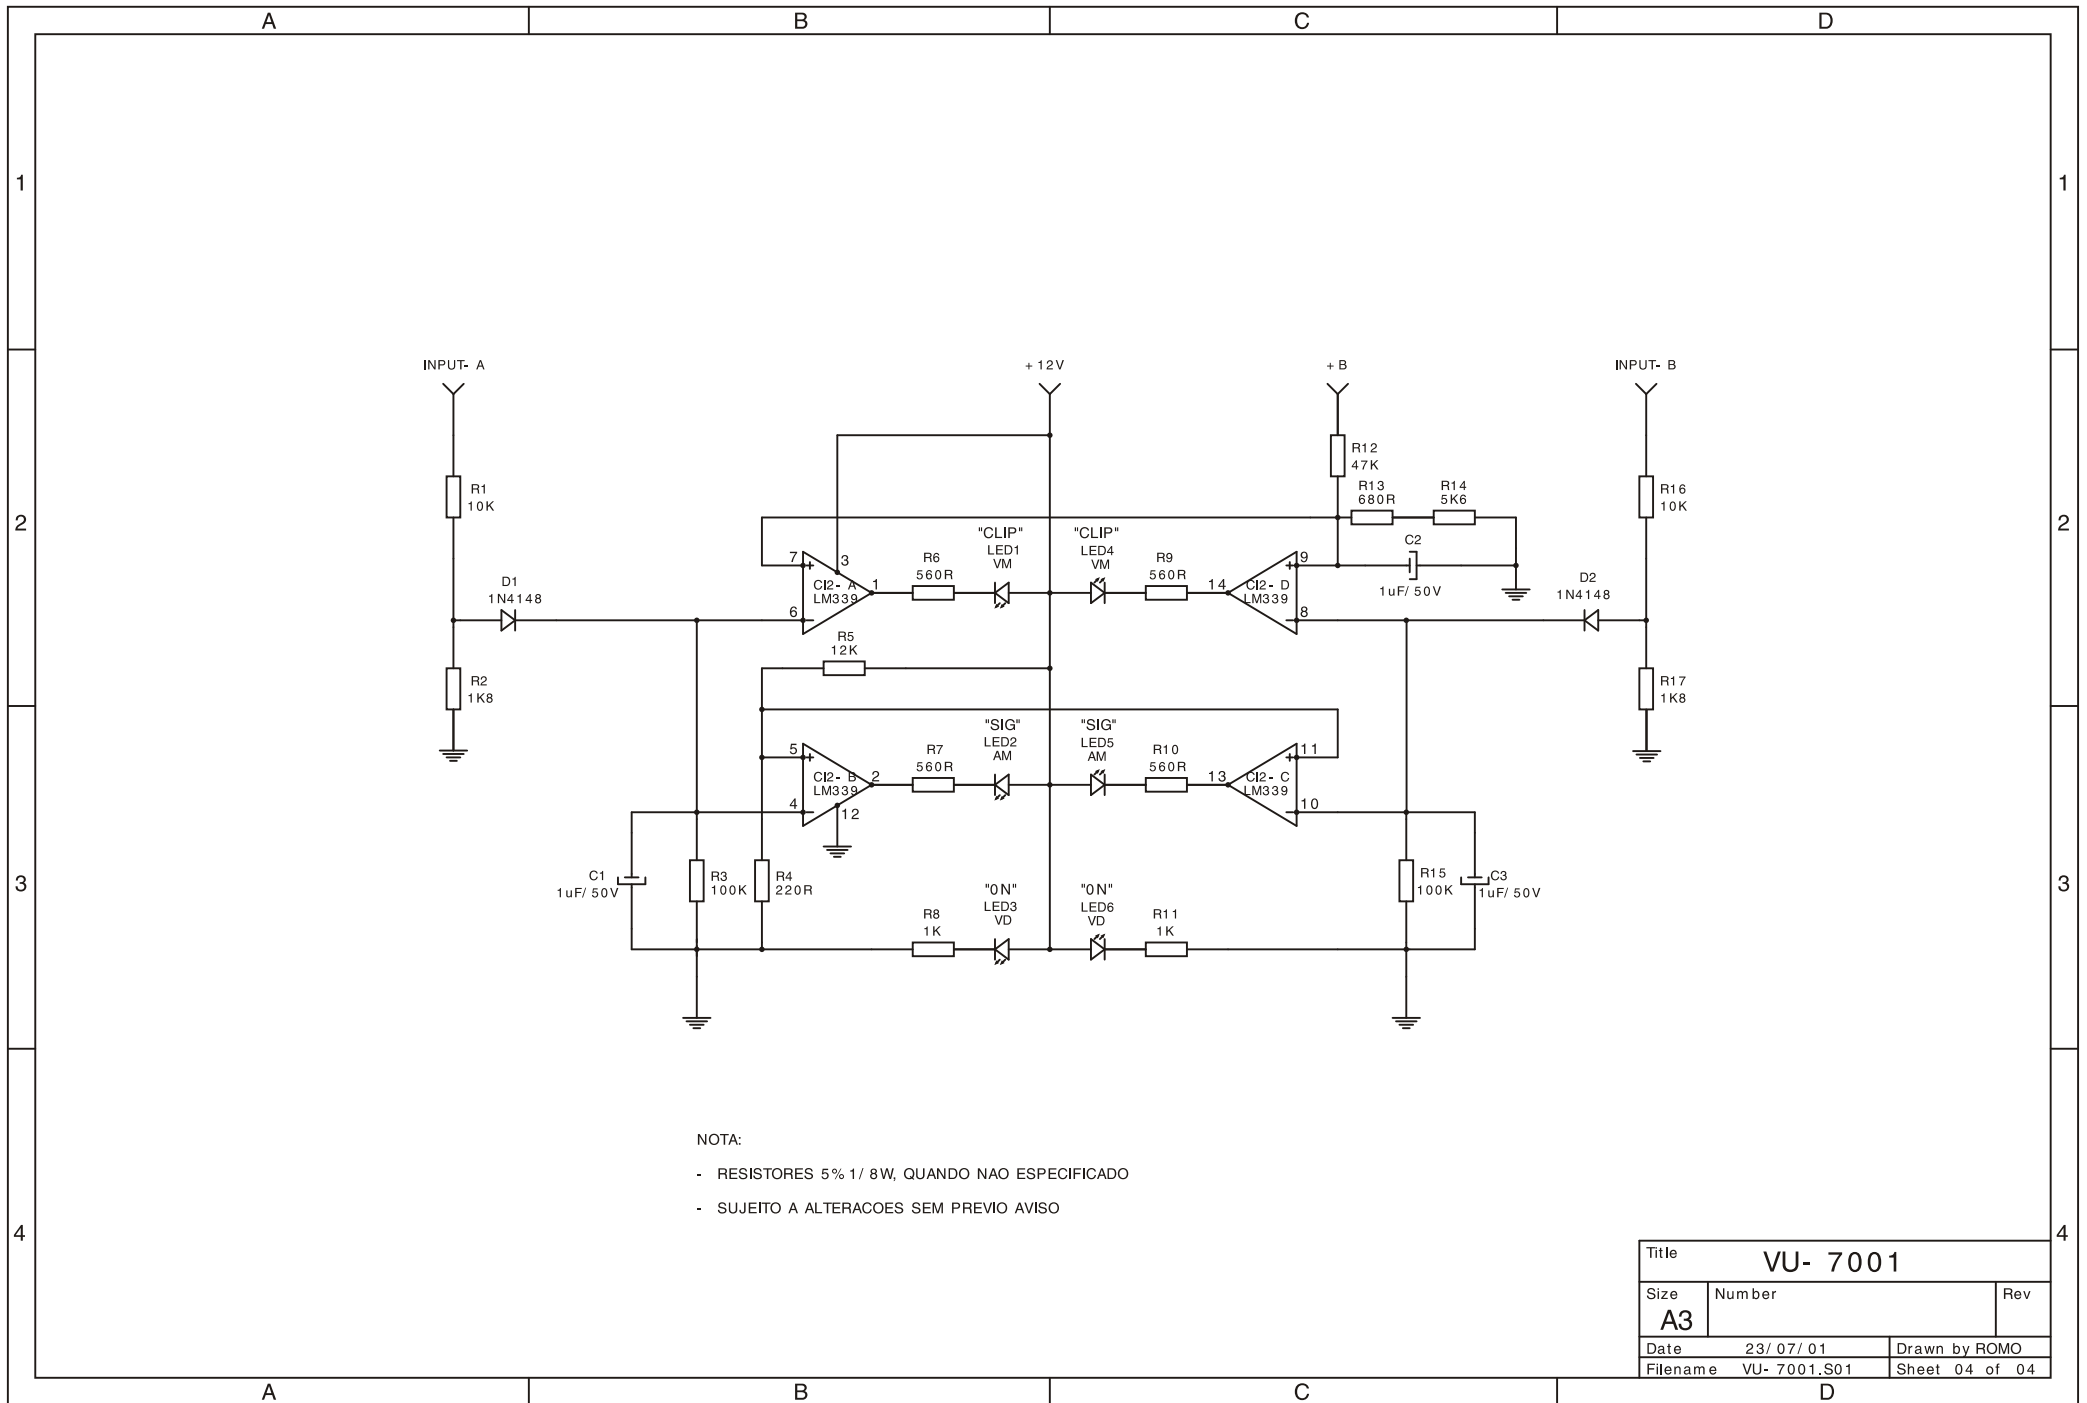 A B C D
1 1
INPUT- A +12V +B INPUT- B
R12
47K
R1
10K
R13
680R
R14
5K6
R16
10K
2 2
"CLIP"
LED1
VM
"CLIP"
LED4
VM
C2
1uF/ 50V
7 3
R6
560R
R9
560R
9
CI2- A
LM339
1
14
CI2- D
LM339
D1
1N4148
D2
1N4148
6
8
R5
12K
R2
1K8
R17
1K8
"SIG"
LED2
AM
"SIG"
LED5
AM
5
R7
560R
R10
560R
11
CI2- B
LM339
2
13
CI2- C
LM339
4
12
10
C1
1uF/ 50V
R3
100K
R4
220R
R15
100K
C3
1uF/ 50V
3 3
"0N"
LED3
VD
"0N"
LED6
VD
R8
1K
R11
1K
NOTA:
- RESISTORES 5% 1/ 8W, QUANDO NAO ESPECIFICADO
- SUJEITO A ALTERACOES SEM PREVIO AVISO
4 4
Title VU- 7001
Size Number Rev
A3
Date 23/ 07/ 01 Drawn by ROMO
Filename VU- 7001.S01 Sheet 04 of 04
A B C D